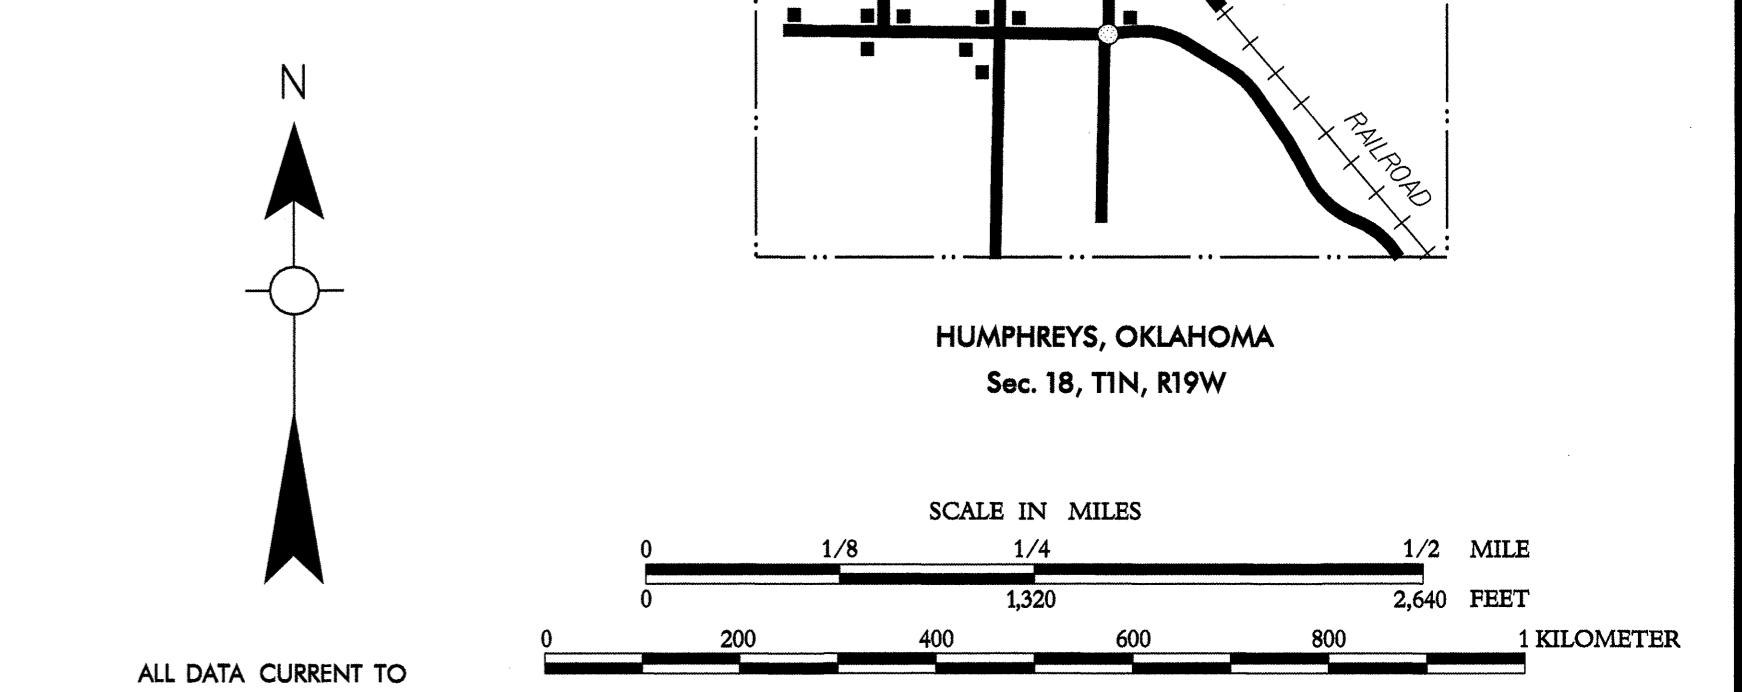 N
RAILROAD
HUMPHREYS, OKLAHOMA
Sec. 18, T1N, R19W
SCALE IN MILES
0 1/8 1/4 1/2 MILE
0 1,320 2,640 FEET
0 200 400 600 800 1 KILOMETER
ALL DATA CURRENT TO